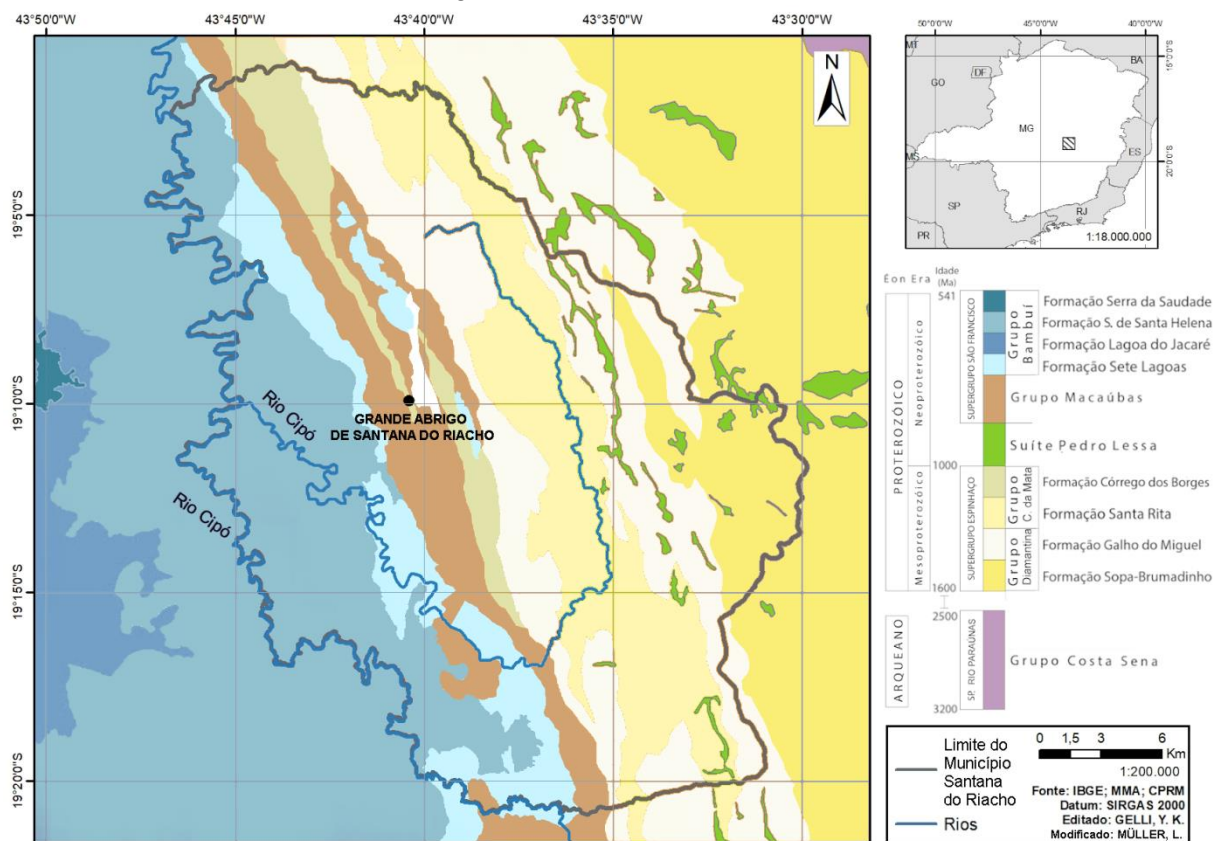 43°50'0"W
43°45'0"W
43°40'0"W
43°35'0"W
43°30'0"W
19°5'0"S
19°10'0"S
19°15'0"S
19°20'0"S
N
GRANDE ABRIGO
DE SANTANA DO RIACHO
Rio Cipó
Rio Cipó
50°0'0"W
45°0'0"W
40°0'0"W
15°0'0"S
20°0'0"S
MT
GO
DF
BA
MG
MS
ES
SP
RJ
PR
1:18.000.000
Éon
Era
Idade
(Ma)
541
1000
1600
2500
3200
PROTEROZÓICO
Neoproterozóico
Mesoproterozóico
ARQUEANO
SUPERGRUPO SÃO FRANCISCO
SUPERGRUPO ESPINHAÇO
SP. RIO PARAUNAS
Grupo
Bambuí
Grupo
C. da Mata
Grupo
Diamantina
Formação Serra da Saudade
Formação S. de Santa Helena
Formação Lagoa do Jacaré
Formação Sete Lagoas
Grupo Macaúbas
Suíte Pedro Lessa
Formação Córrego dos Borges
Formação Santa Rita
Formação Galho do Miguel
Formação Sopa-Brumadinho
Grupo Costa Sena
Limite do
Município
Santana
do Riacho
Rios
0 1,5 3 6
Km
1:200.000
Fonte: IBGE; MMA; CPRM
Datum: SIRGAS 2000
Editado: GELLI, Y. K.
Modificado: MÜLLER, L.